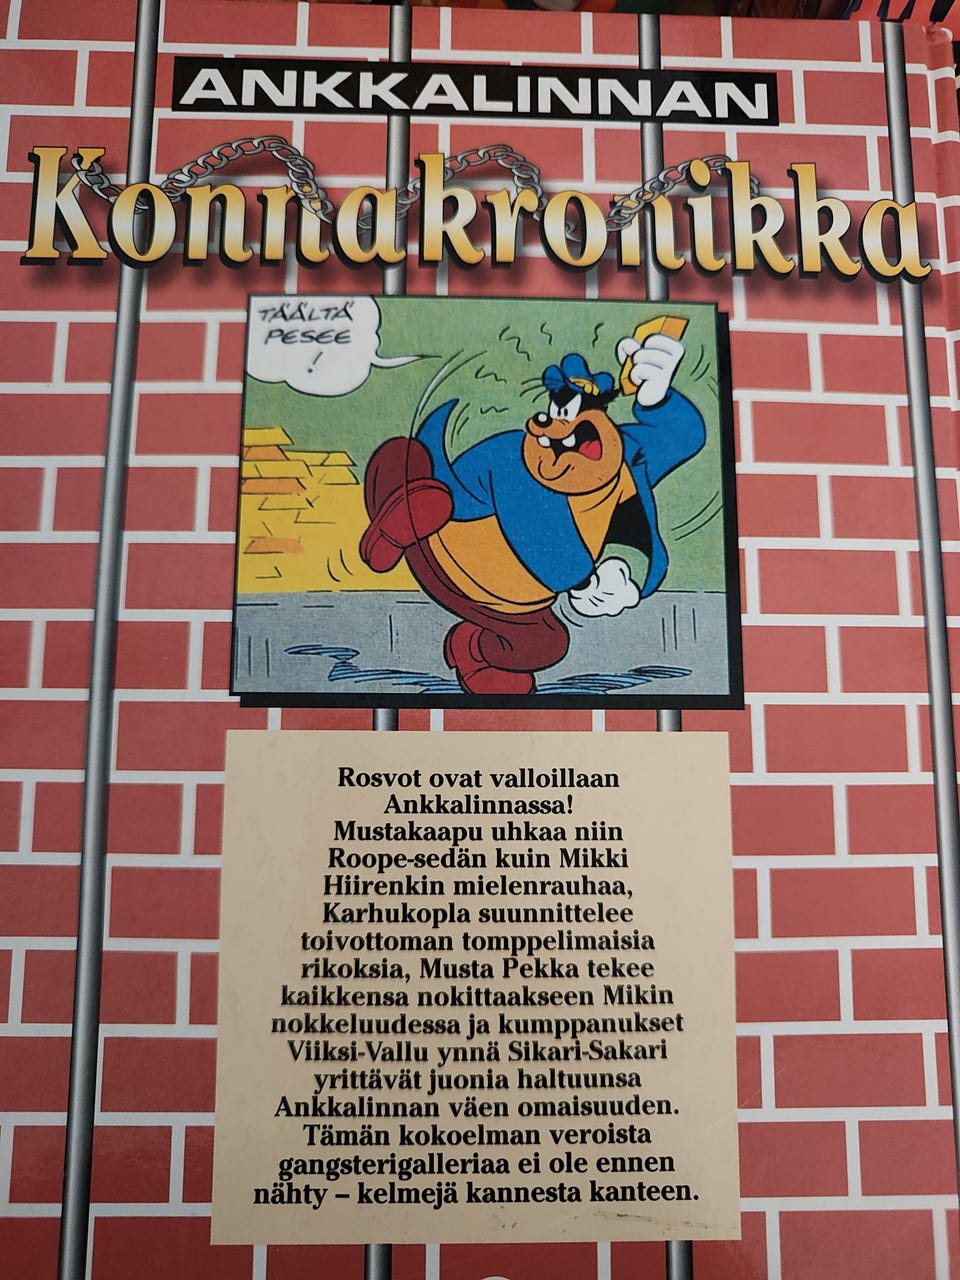 ANKKALINNAN
Konnakronikka
TÄÄLTÄ
PESEE
!
Rosvot ovat valloillaan
Ankkalinnassa!
Mustakaapu uhkaa niin
Roope-sedän kuin Mikki
Hiirenkin mielenrauhaa,
Karhukopla suunnittelee
toivottoman tomppelimaisia
rikoksia, Musta Pekka tekee
kaikkensa nokittaakseen Mikin
nokkeluudessa ja kumppanukset
Viiksi-Vallu ynnä Sikari-Sakari
yrittävät juonia haltuunsa
Ankkalinnan väen omaisuuden.
Tämän kokoelman veroista
gangsterigalleriaa ei ole ennen
nähty – kelmejä kannesta kanteen.